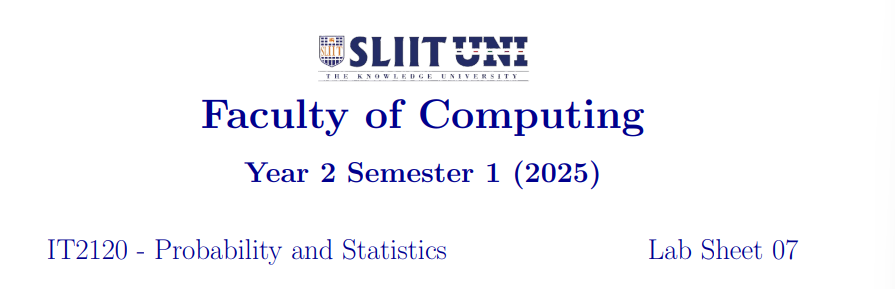 SLIIT
SLIIT UNI
THE KNOWLEDGE UNIVERSITY
Faculty of Computing
Year 2 Semester 1 (2025)
IT2120 - Probability and Statistics Lab Sheet 07